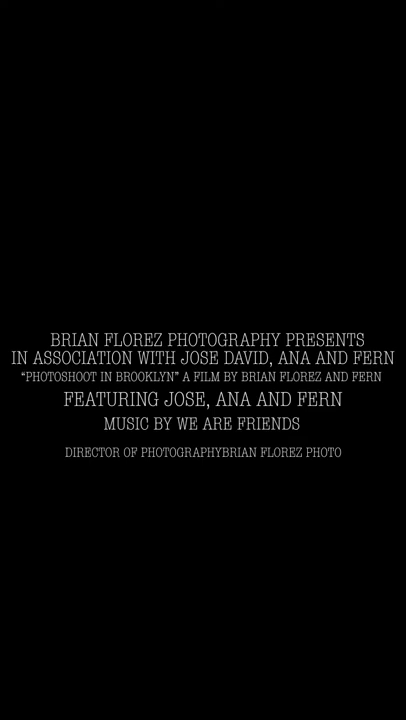 BRIAN FLOREZ PHOTOGRAPHY PRESENTS
IN ASSOCIATION WITH JOSE DAVID, ANA AND FERN
“PHOTOSHOOT IN BROOKLYN” A FILM BY BRIAN FLOREZ AND FERN
FEATURING JOSE, ANA AND FERN
MUSIC BY WE ARE FRIENDS
DIRECTOR OF PHOTOGRAPHYBRIAN FLOREZ PHOTO